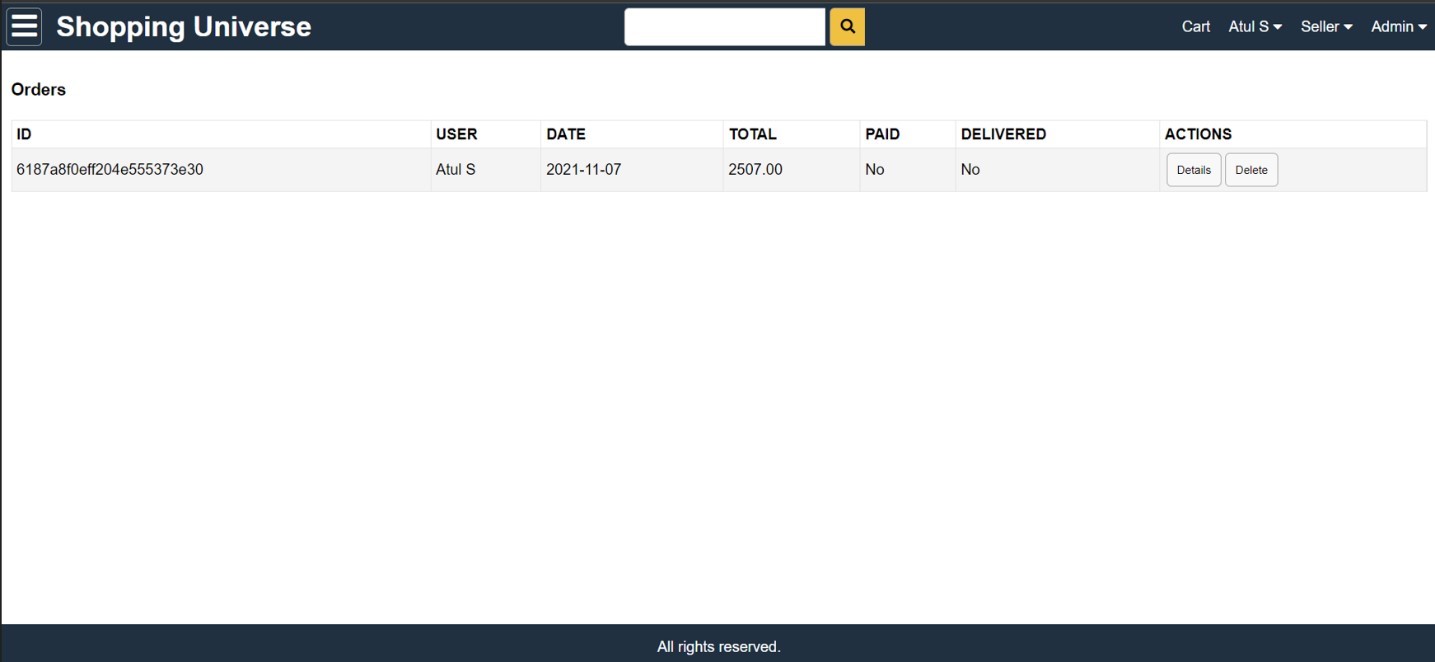 Shopping Universe Cart Atul S Seller Admin
Orders
ID USER DATE TOTAL PAID DELIVERED ACTIONS
6187a8f0eff204e555373e30 Atul S 2021-11-07 2507.00 No No Details Delete
All rights reserved.